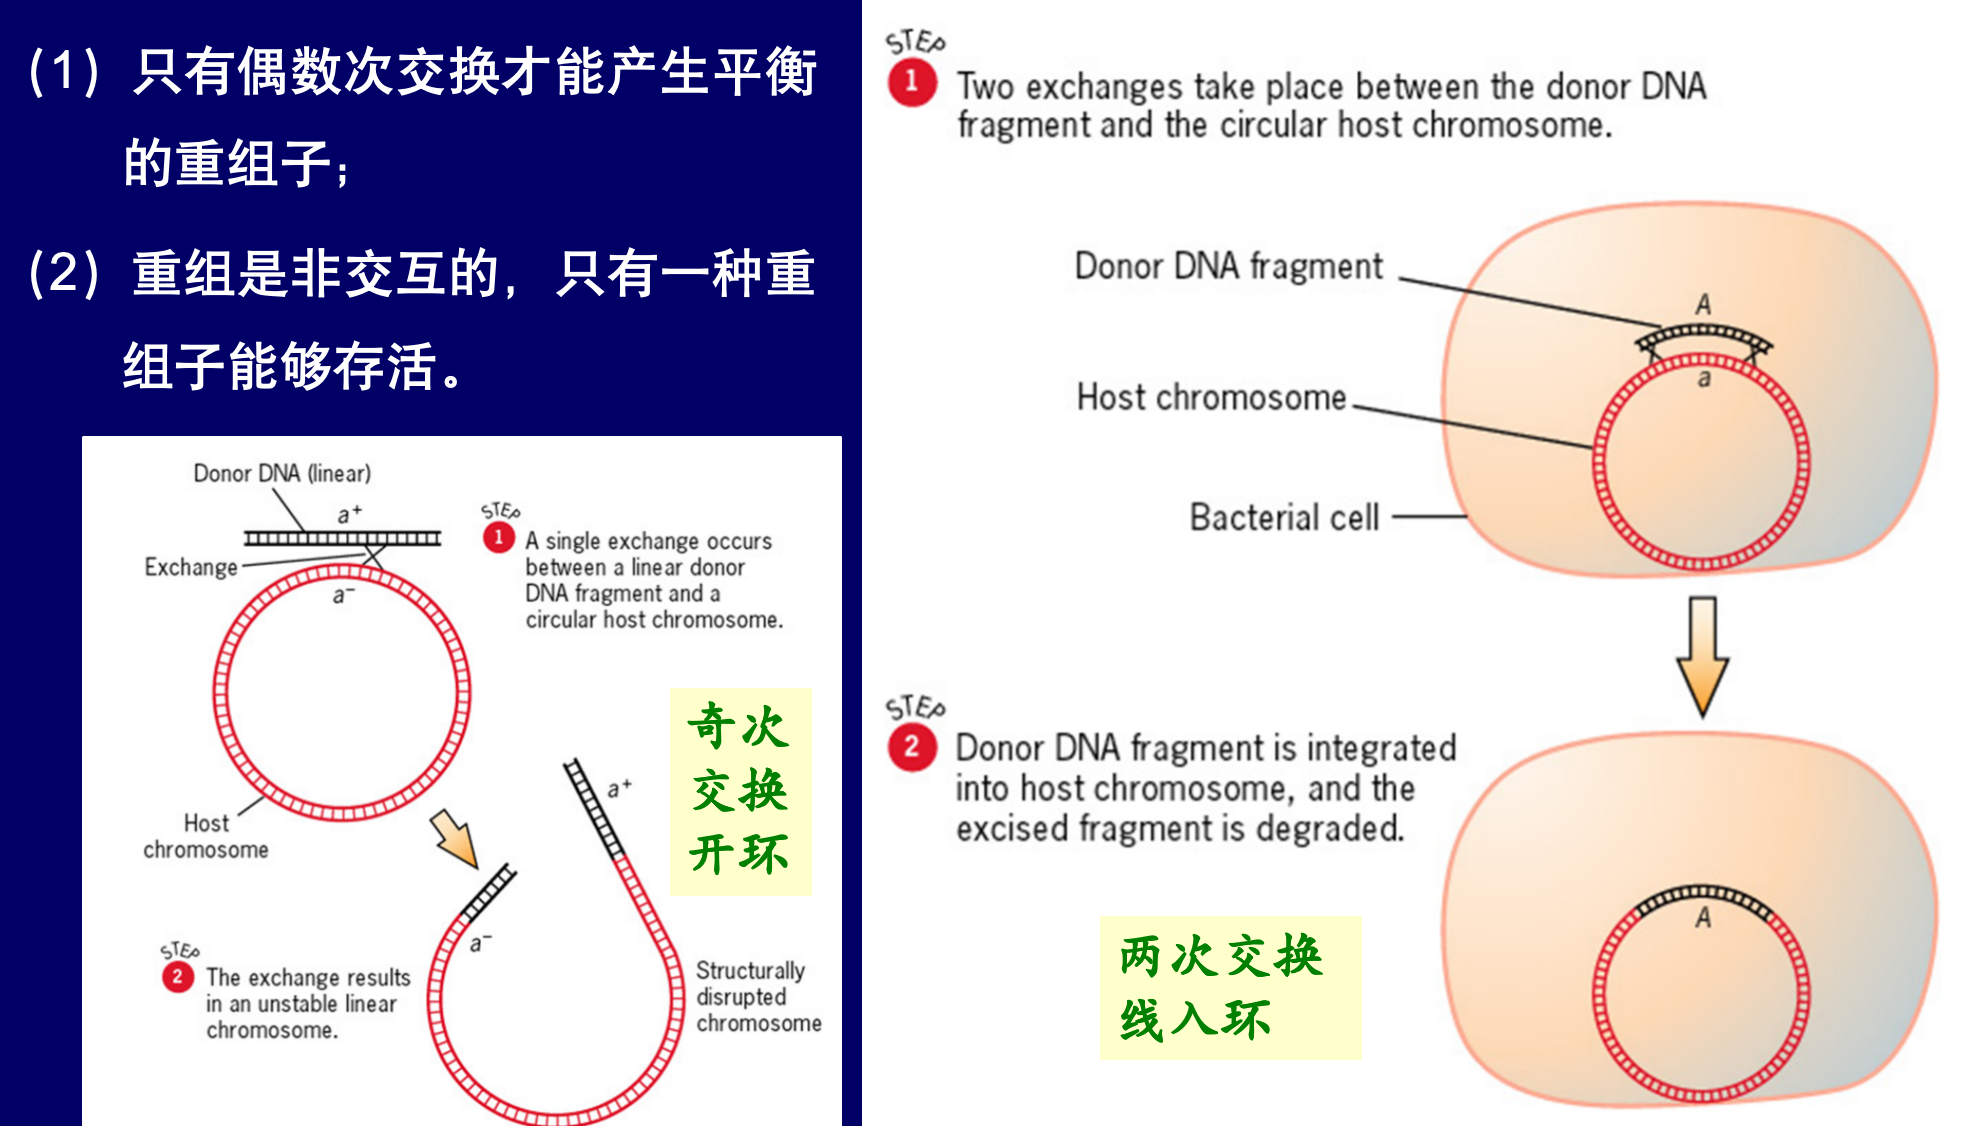 (1) 只有偶数次交换才能产生平衡
的重组子；
(2) 重组是非交互的，只有一种重
组子能够存活。
Donor DNA (linear)
a⁺
Exchange
a⁻
STEP
1
A single exchange occurs
between a linear donor
DNA fragment and a
circular host chromosome.
Host
chromosome
奇次
交换
开环
a⁺
a⁻
STEP
2
The exchange results
in an unstable linear
chromosome.
Structurally
disrupted
chromosome
STEP
1
Two exchanges take place between the donor DNA
fragment and the circular host chromosome.
Donor DNA fragment
A
a
Host chromosome
Bacterial cell
STEP
2
Donor DNA fragment is integrated
into host chromosome, and the
excised fragment is degraded.
A
两次交换
线入环